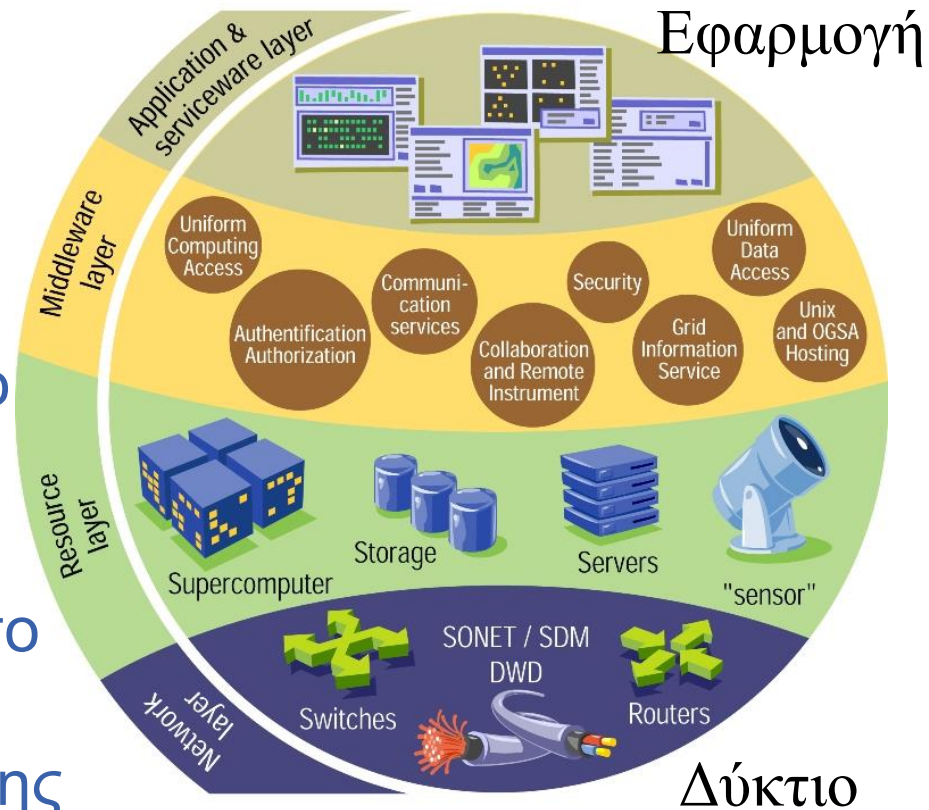 Εφαρμογή
Application &
serviceware layer
Middleware
layer
Uniform
Computing
Access
Authentification
Authorization
Communi-
cation
services
Collaboration
and Remote
Instrument
Security
Grid
Information
Service
Uniform
Data
Access
Unix
and OGSA
Hosting
Resource
layer
Supercomputer
Storage
Servers
"sensor"
Network
layer
Switches
SONET / SDM
DWD
Routers
Δύκτιο
ης